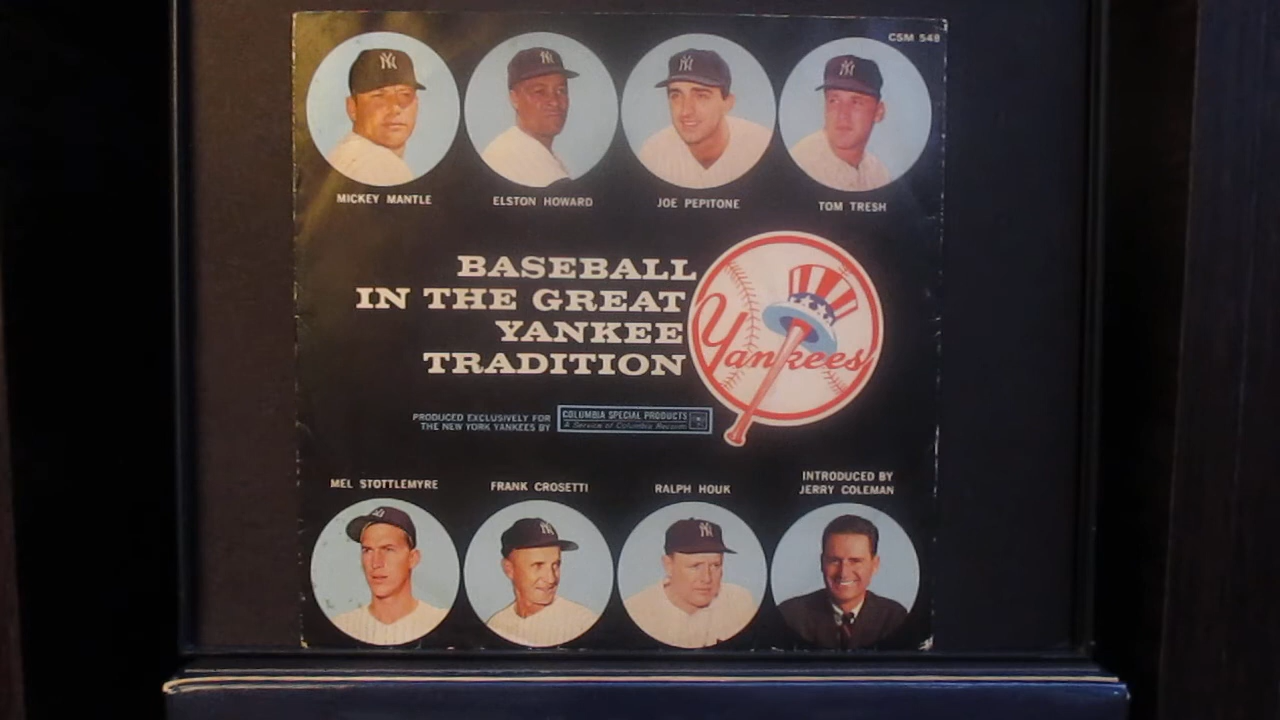 CSM 548
MICKEY MANTLE
ELSTON HOWARD
JOE PEPITONE
TOM TRESH
BASEBALL
IN THE GREAT
YANKEE
TRADITION
Yankees
PRODUCED EXCLUSIVELY FOR
THE NEW YORK YANKEES BY
COLUMBIA SPECIAL PRODUCTS
A Service of Columbia Records
MEL STOTTLEMYRE
FRANK CROSETTI
RALPH HOUK
INTRODUCED BY
JERRY COLEMAN